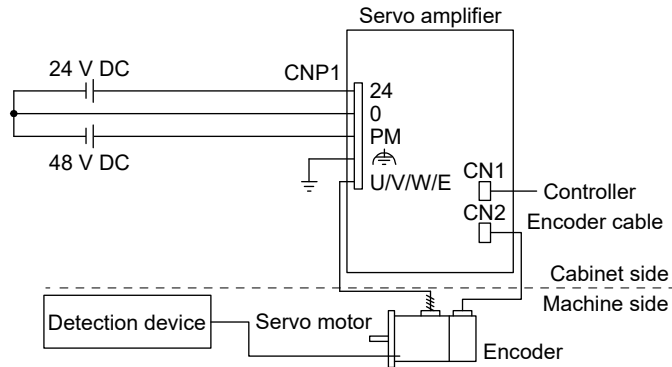 Servo amplifier
24 V DC
CNP1
24
0
PM
48 V DC
U/V/W/E
CN1
Controller
CN2
Encoder cable
Cabinet side
Machine side
Detection device
Servo motor
Encoder